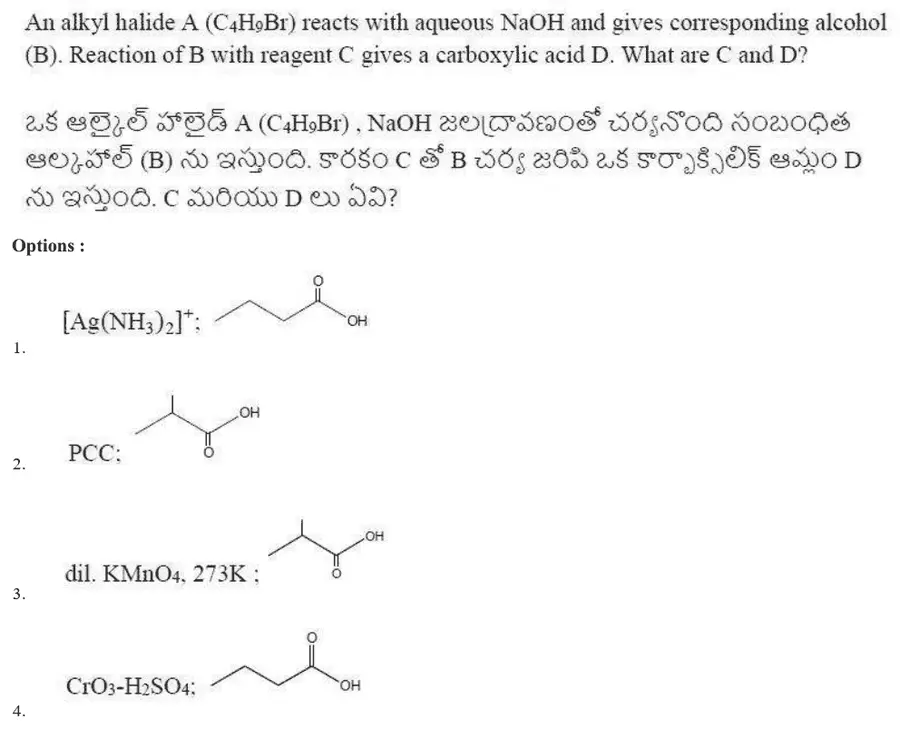 An alkyl halide A (C₄H₉Br) reacts with aqueous NaOH and gives corresponding alcohol
(B). Reaction of B with reagent C gives a carboxylic acid D. What are C and D?
ఒక ఆల్కైల్ హాలైడ్ A (C₄H₉Br) , NaOH జలద్రావణంతో చర్యనొంది సంబంధిత
ఆల్కహాల్ (B) ను ఇస్తుంది. కారకం C తో B చర్య జరిపి ఒక కార్బాక్సిలిక్ ఆమ్లం D
ను ఇస్తుంది. C మరియు D లు ఏవి?
Options :
O
[Ag(NH₃)₂]⁺; OH
1.
OH
PCC; O
2.
OH
dil. KMnO₄, 273K ; O
3.
O
CrO₃-H₂SO₄; OH
4.